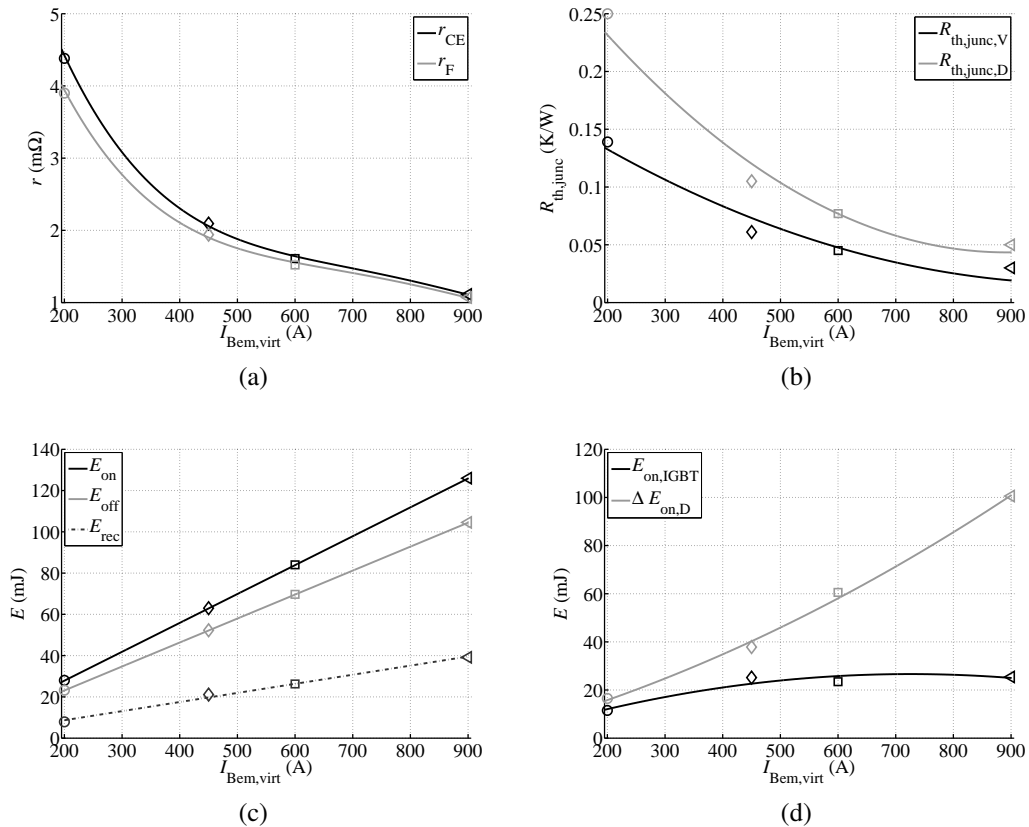 5
4
3
2
1
r (mΩ)
r_CE
r_F
200 300 400 500 600 700 800 900
I_Bem,virt (A)
(a)
0.25
0.2
0.15
0.1
0.05
0
R_th,junc (K/W)
R_th,junc,V
R_th,junc,D
200 300 400 500 600 700 800 900
I_Bem,virt (A)
(b)
140
120
100
80
60
40
20
0
E (mJ)
E_on
E_off
E_rec
200 300 400 500 600 700 800 900
I_Bem,virt (A)
(c)
120
100
80
60
40
20
0
E (mJ)
E_on,IGBT
Δ E_on,D
200 300 400 500 600 700 800 900
I_Bem,virt (A)
(d)